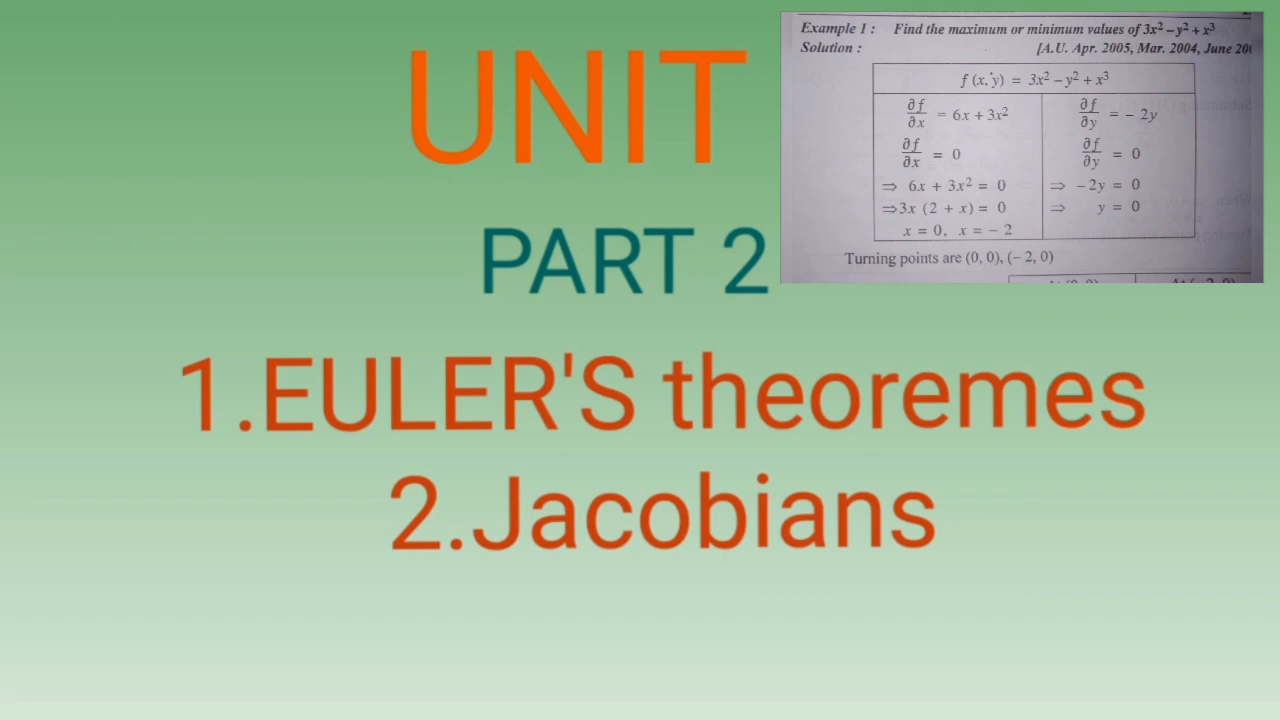 UNIT
PART 2
1.EULER'S theoremes
2.Jacobians
Example 1 : Find the maximum or minimum values of 3x² – y² + x³
Solution : [A.U. Apr. 2005, Mar. 2004, June
f (x, y) = 3x² – y² + x³
∂f/∂x = 6x + 3x² ∂f/∂y = – 2y
∂f/∂x = 0 ∂f/∂y = 0
⇒ 6x + 3x² = 0 ⇒ – 2y = 0
⇒3x (2 + x) = 0 ⇒ y = 0
x = 0, x = – 2
Turning points are (0, 0), (– 2, 0)